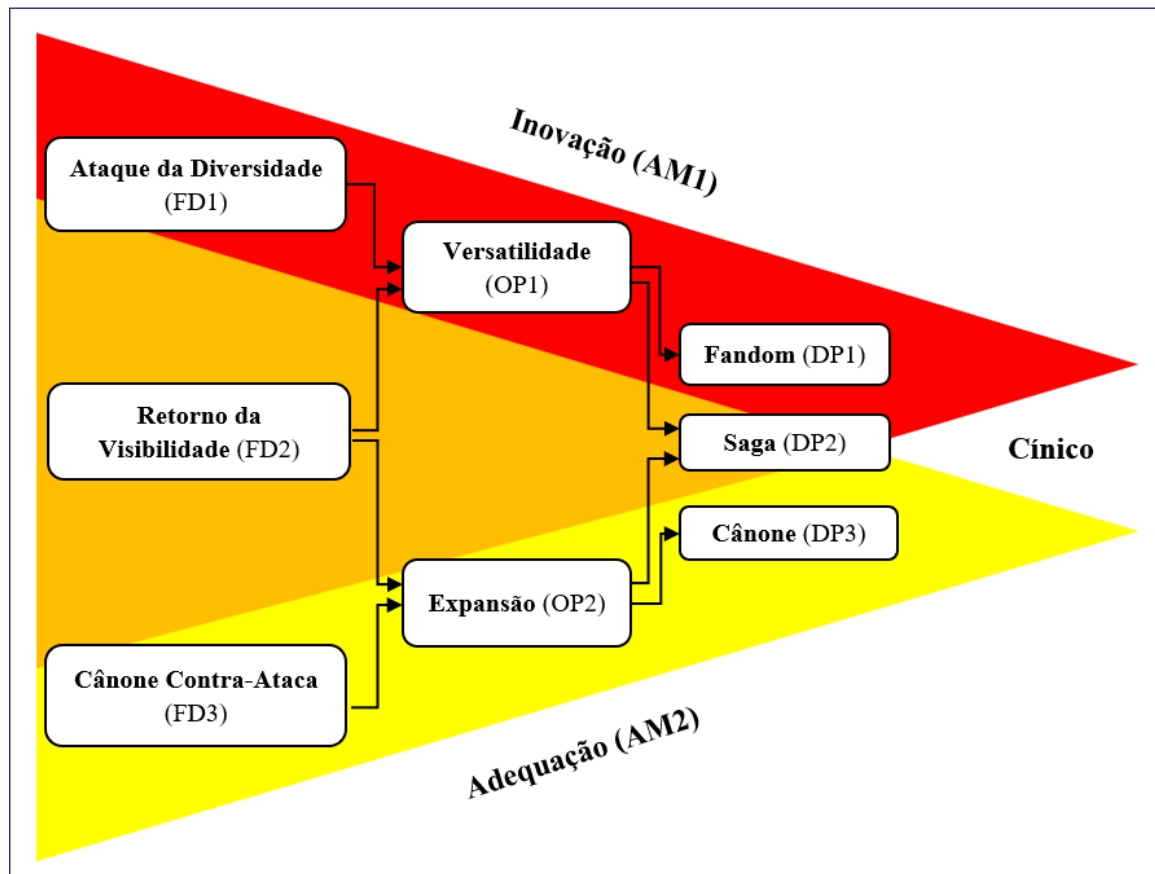 Inovação (AM1)
Ataque da Diversidade
(FD1)
Versatilidade
(OP1)
Fandom (DP1)
Retorno da
Visibilidade (FD2)
Saga (DP2)
Cínico
Cânone (DP3)
Expansão (OP2)
Cânone Contra-Ataca
(FD3)
Adequação (AM2)